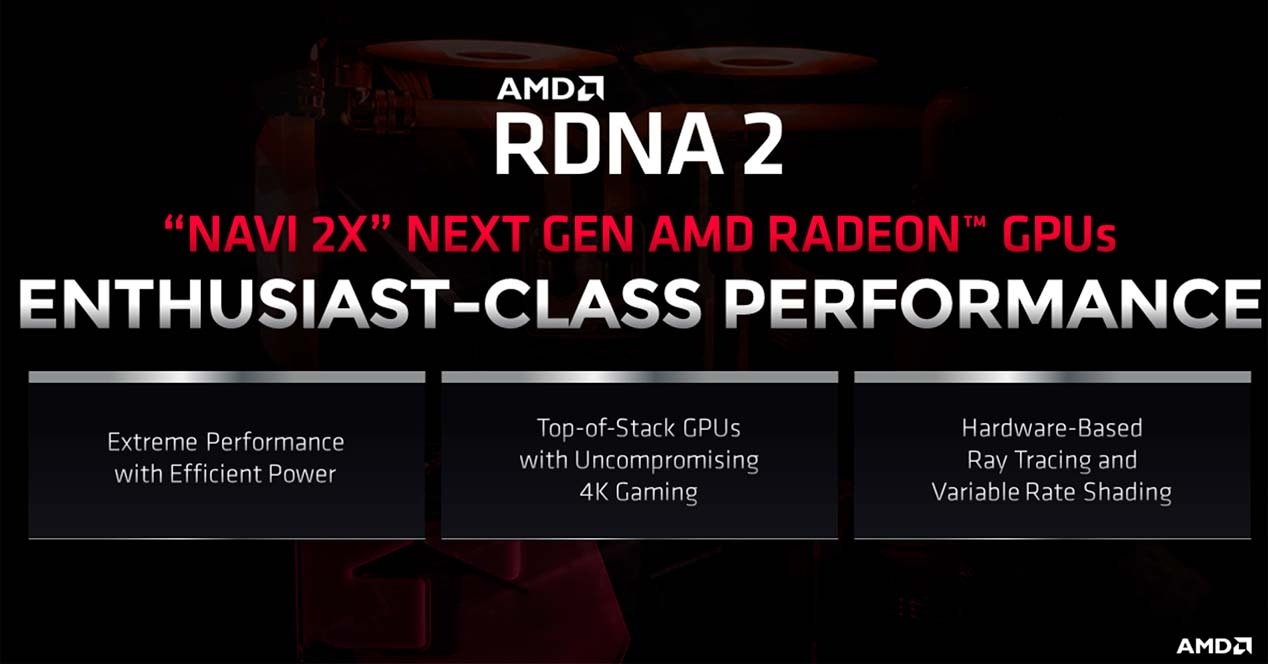 AMD
RDNA 2
“NAVI 2X” NEXT GEN AMD RADEON™ GPUs
ENTHUSIAST-CLASS PERFORMANCE
Extreme Performance
with Efficient Power
Top-of-Stack GPUs
with Uncompromising
4K Gaming
Hardware-Based
Ray Tracing and
Variable Rate Shading
AMD